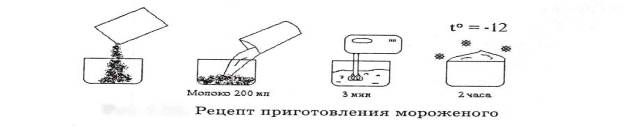 t° = -12
Молоко 200 мл
3 мин
2 часа
Рецепт приготовления мороженого